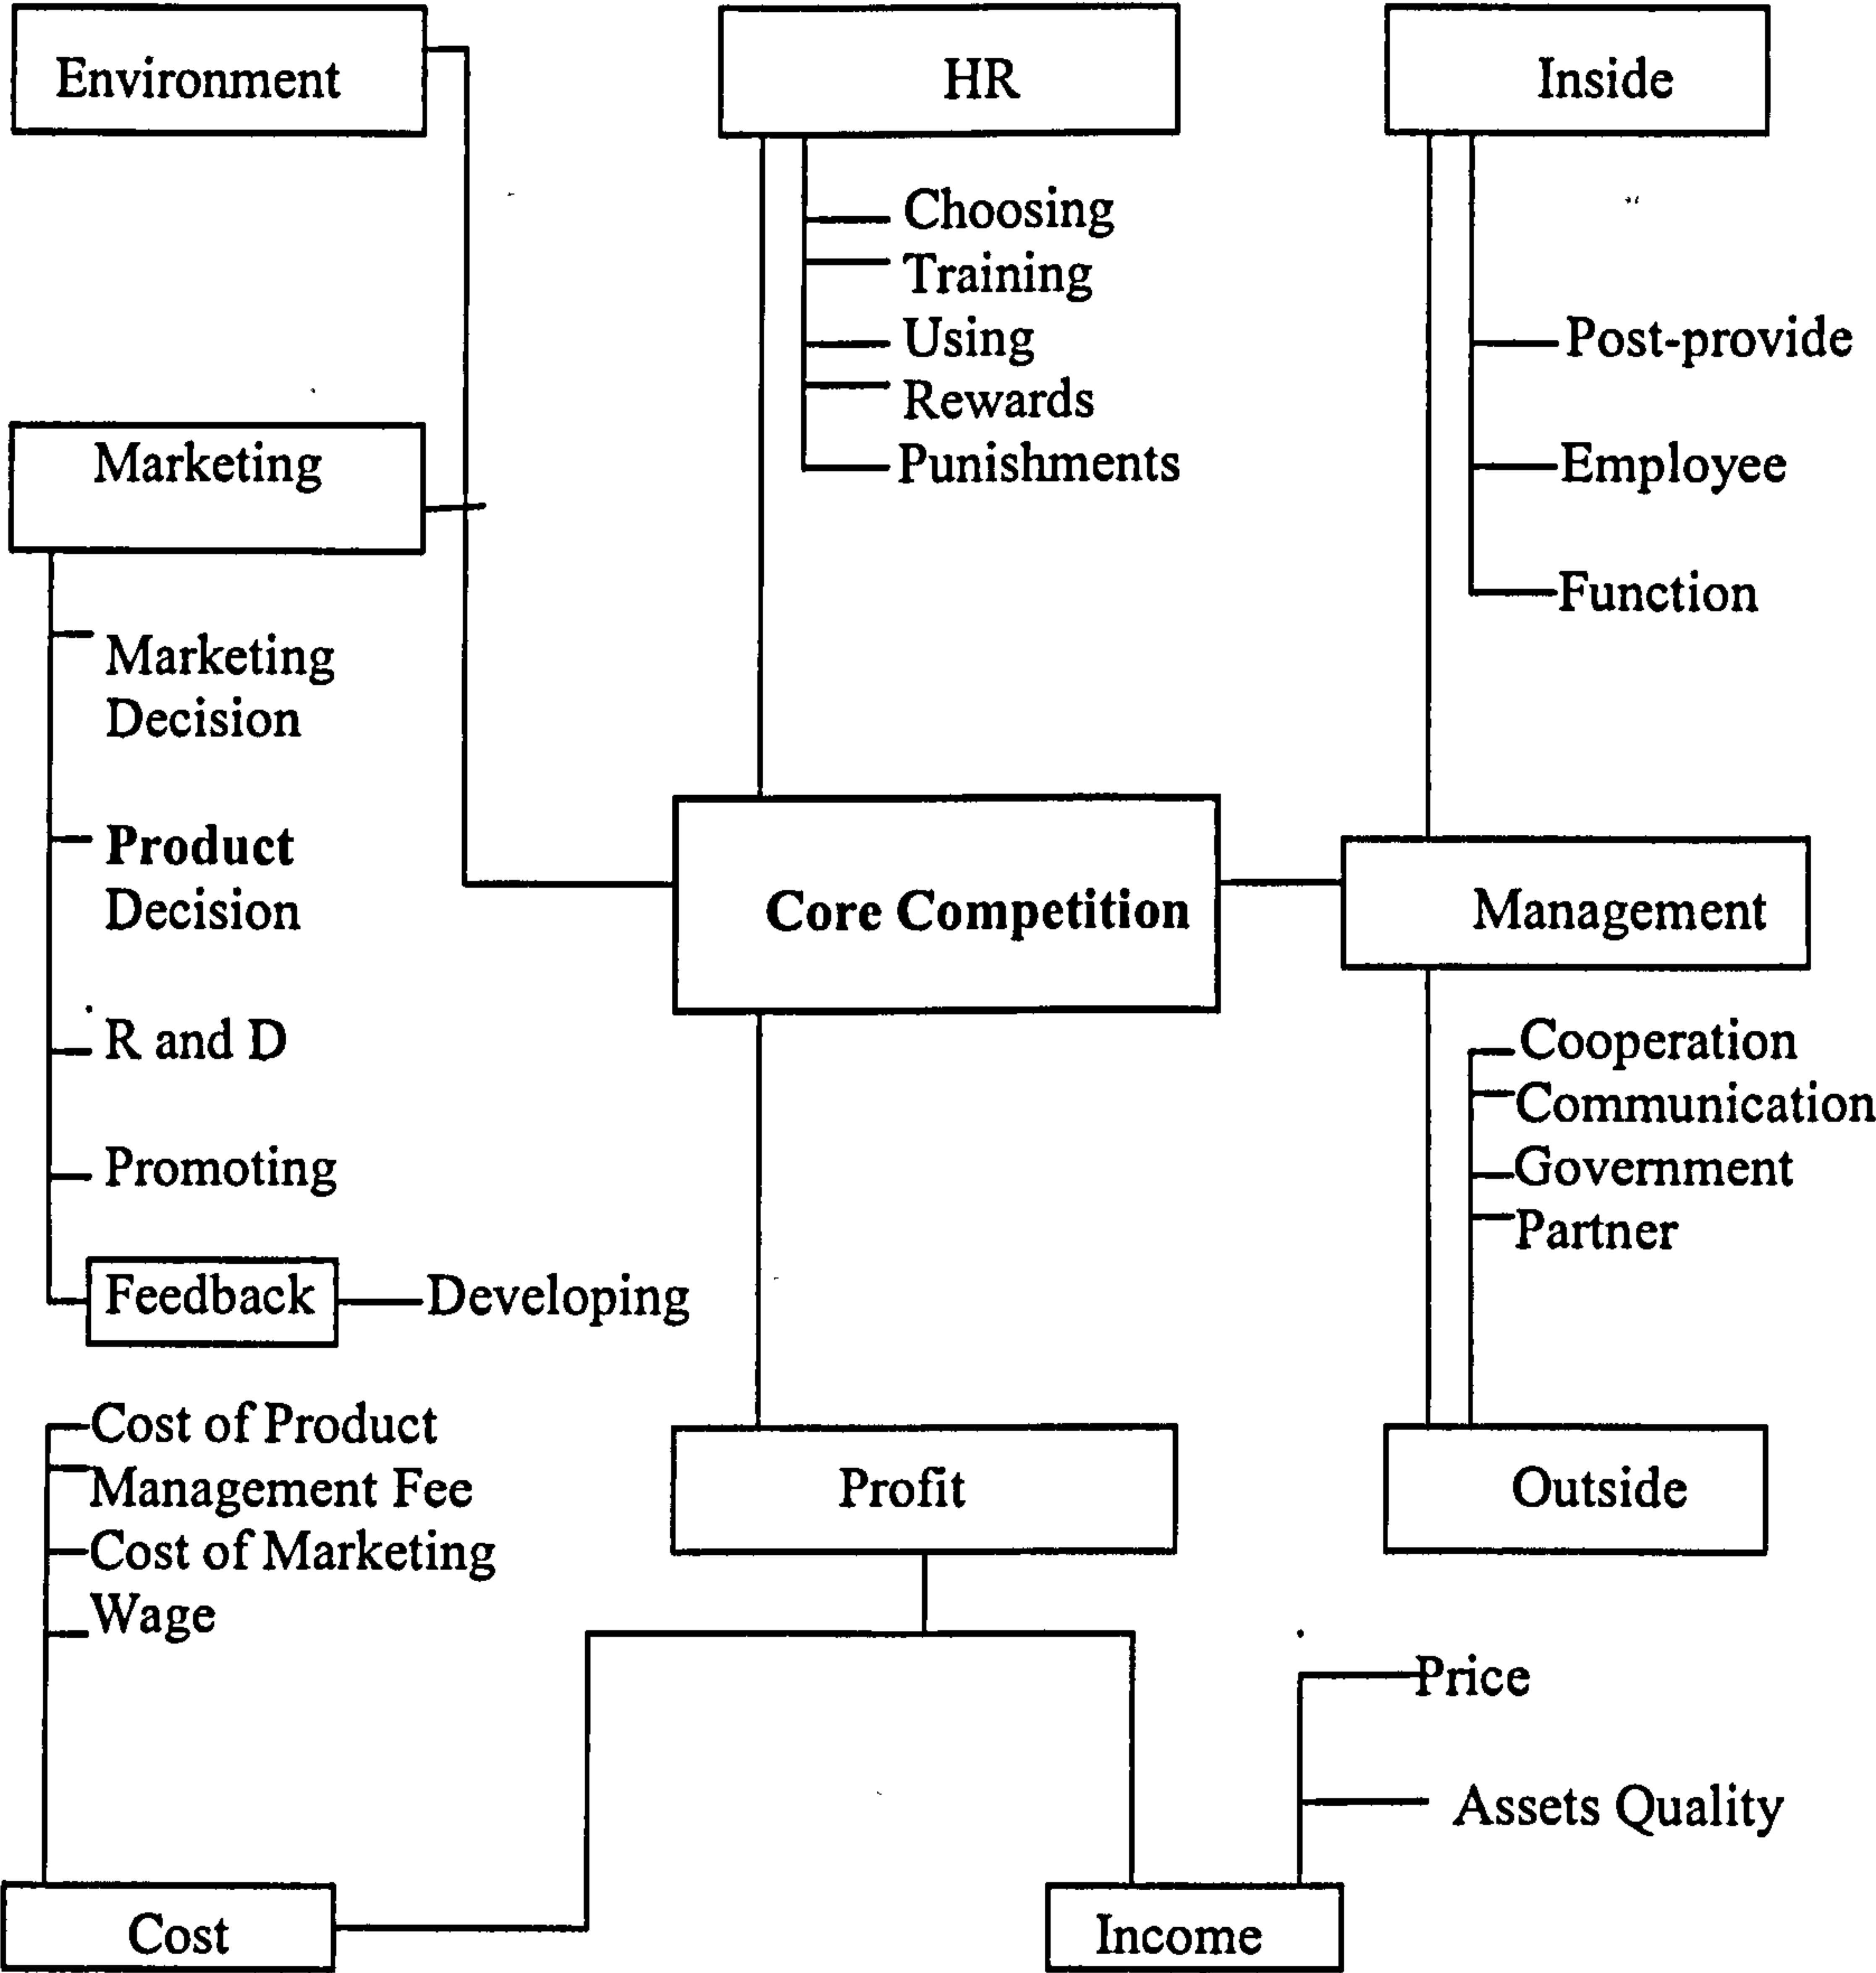 Environment
HR
Inside
Choosing
Training
Using
Rewards
Punishments
Post-provide
Employee
Function
Marketing
Marketing
Decision
Product
Decision
R and D
Promoting
Feedback
Developing
Core Competition
Management
Cooperation
Communication
Government
Partner
Cost of Product
Management Fee
Cost of Marketing
Wage
Profit
Outside
Price
Assets Quality
Cost
Income